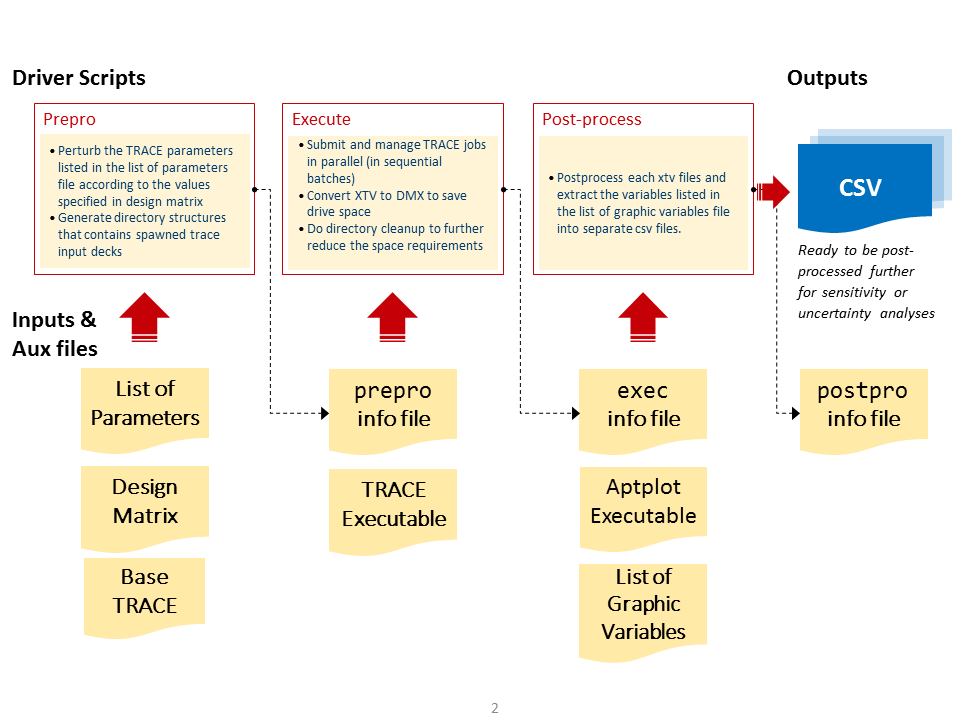 Driver Scripts
Outputs
Prepro
• Perturb the TRACE parameters
listed in the list of parameters
file according to the values
specified in design matrix
• Generate directory structures
that contains spawned trace
input decks
Execute
• Submit and manage TRACE jobs
in parallel (in sequential
batches)
• Convert XTV to DMX to save
drive space
• Do directory cleanup to further
reduce the space requirements
Post-process
• Postprocess each xtv files and
extract the variables listed in
the list of graphic variables file
into separate csv files.
CSV
Ready to be post-
processed further
for sensitivity or
uncertainty analyses
Inputs &
Aux files
List of
Parameters
Design
Matrix
Base
TRACE
prepro
info file
TRACE
Executable
exec
info file
Aptplot
Executable
List of
Graphic
Variables
postpro
info file
2